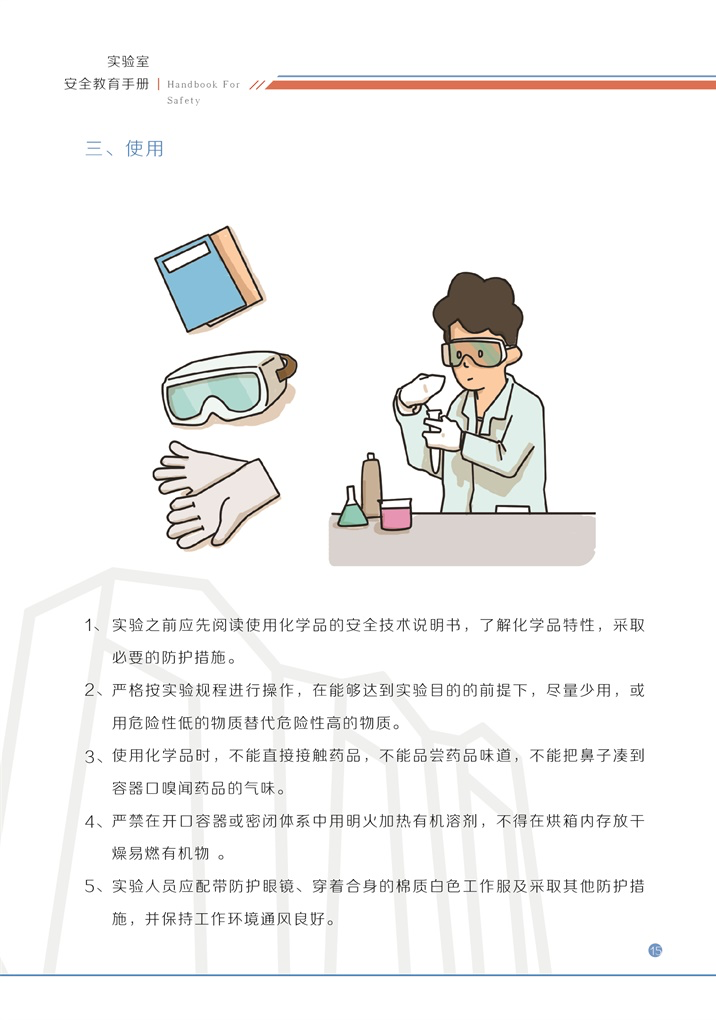 实验室
安全教育手册 | Handbook For
Safety
三、使用
1、实验之前应先阅读使用化学品的安全技术说明书，了解化学品特性，采取
必要的防护措施。
2、严格按实验规程进行操作，在能够达到实验目的的前提下，尽量少用，或
用危险性低的物质替代危险性高的物质。
3、使用化学品时，不能直接接触药品，不能品尝药品味道，不能把鼻子凑到
容器口嗅闻药品的气味。
4、严禁在开口容器或密闭体系中用明火加热有机溶剂，不得在烘箱内存放干
燥易燃有机物 。
5、实验人员应配带防护眼镜、穿着合身的棉质白色工作服及采取其他防护措
施，并保持工作环境通风良好。
15